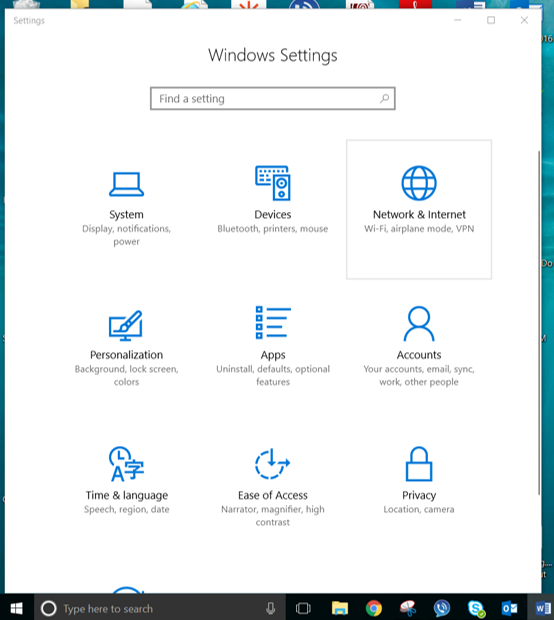 Settings
Windows Settings
Find a setting
System
Display, notifications,
power
Devices
Bluetooth, printers, mouse
Network & Internet
Wi-Fi, airplane mode, VPN
Personalization
Background, lock screen,
colors
Apps
Uninstall, defaults, optional
features
Accounts
Your accounts, email, sync,
work, other people
A字
Time & language
Speech, region, date
Ease of Access
Narrator, magnifier, high
contrast
Privacy
Location, camera
Type here to search